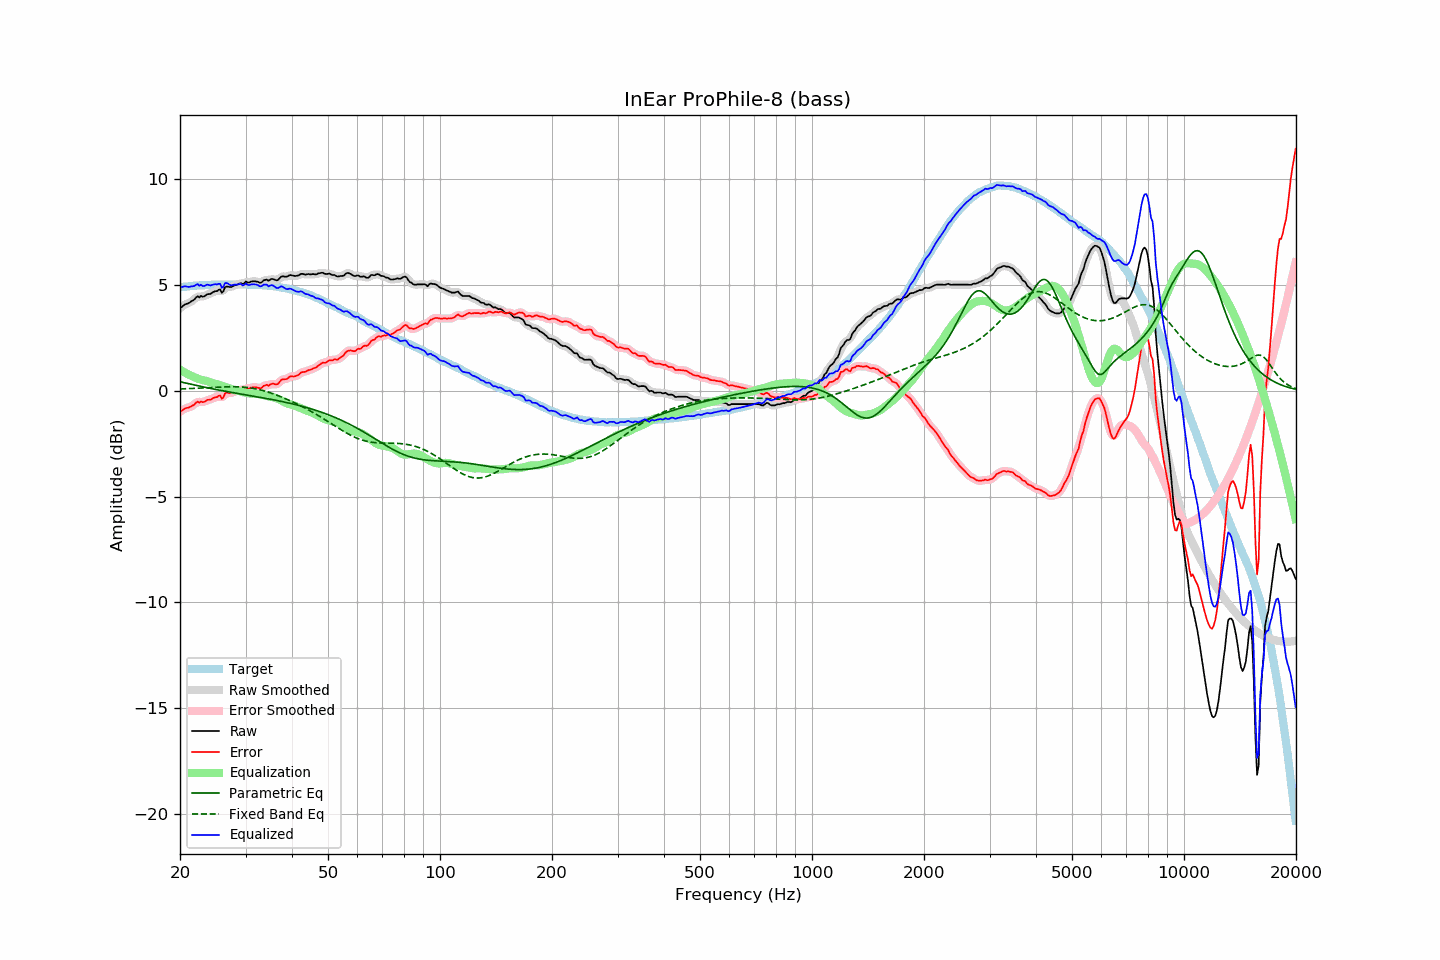 InEar ProPhile-8 (bass)
Amplitude (dBr)
10
5
0
−5
−10
−15
−20
Target
Raw Smoothed
Error Smoothed
Raw
Error
Equalization
Parametric Eq
Fixed Band Eq
Equalized
20 50 100 200 500 1000 2000 5000 10000 20000
Frequency (Hz)